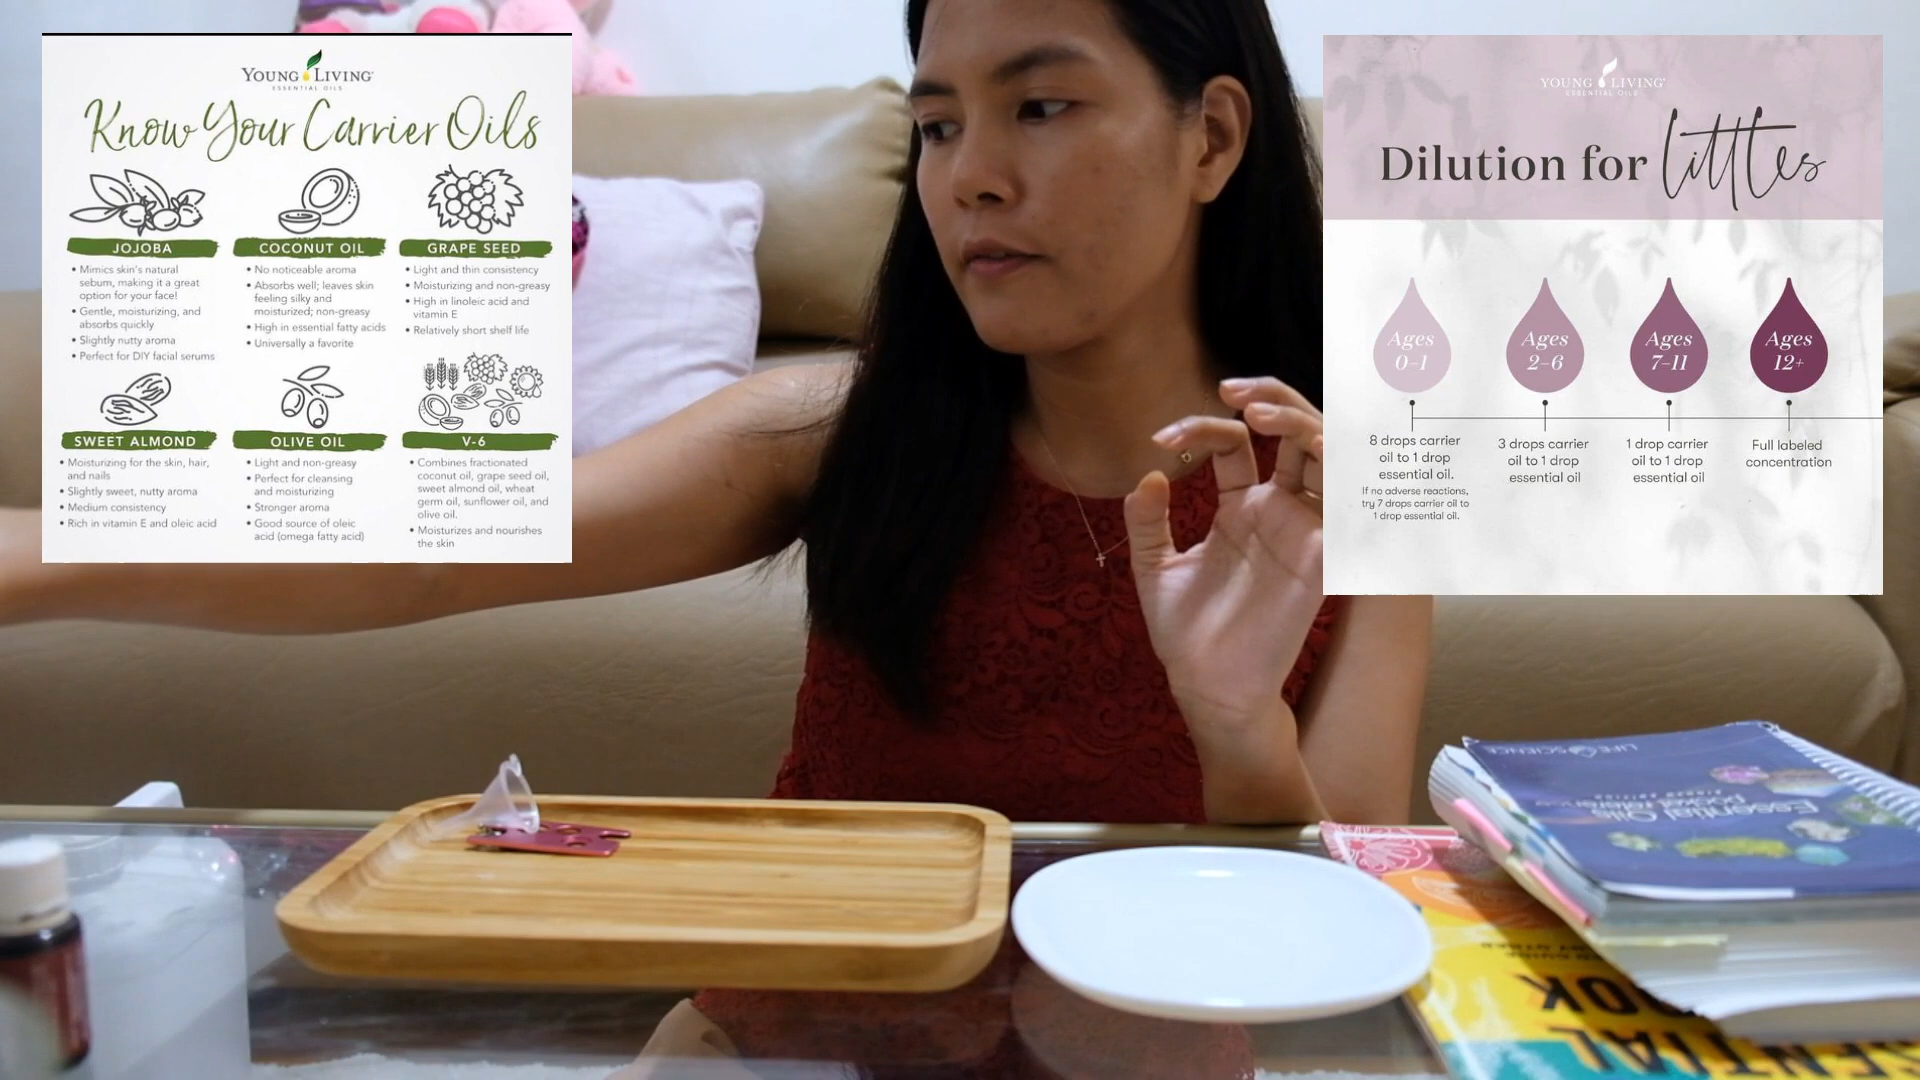 YOUNG LIVING
ESSENTIAL OILS
Know Your Carrier Oils
JOJOBA
• Mimics skin's natural
sebum, making it a great
option for your face!
• Gentle, moisturizing, and
absorbs quickly
• Slightly nutty aroma
• Perfect for DIY facial serums
COCONUT OIL
• No noticeable aroma
• Absorbs well; leaves skin
feeling silky and
moisturized; non-greasy
• High in essential fatty acids
• Universally a favorite
GRAPE SEED
• Light and thin consistency
• Moisturizing and non-greasy
• High in linoleic acid and
vitamin E
• Relatively short shelf life
SWEET ALMOND
• Moisturizing for the skin, hair,
and nails
• Slightly sweet, nutty aroma
• Medium consistency
• Rich in vitamin E and oleic acid
OLIVE OIL
• Light and non-greasy
• Perfect for cleansing
and moisturizing
• Stronger aroma
• Good source of oleic
acid (omega fatty acid)
V-6
• Combines fractionated
coconut oil, grape seed oil,
sweet almond oil, wheat
germ oil, sunflower oil, and
olive oil.
• Moisturizes and nourishes
the skin
YOUNG LIVING
ESSENTIAL OILS
Dilution for littles
Ages
0-1
8 drops carrier
oil to 1 drop
essential oil.
If no adverse reactions,
try 7 drops carrier oil to
1 drop essential oil.
Ages
2-6
3 drops carrier
oil to 1 drop
essential oil
Ages
7-11
1 drop carrier
oil to 1 drop
essential oil
Ages
12+
Full labeled
concentration
LIFE SCIENCE
Essential Oils
Pocket Reference